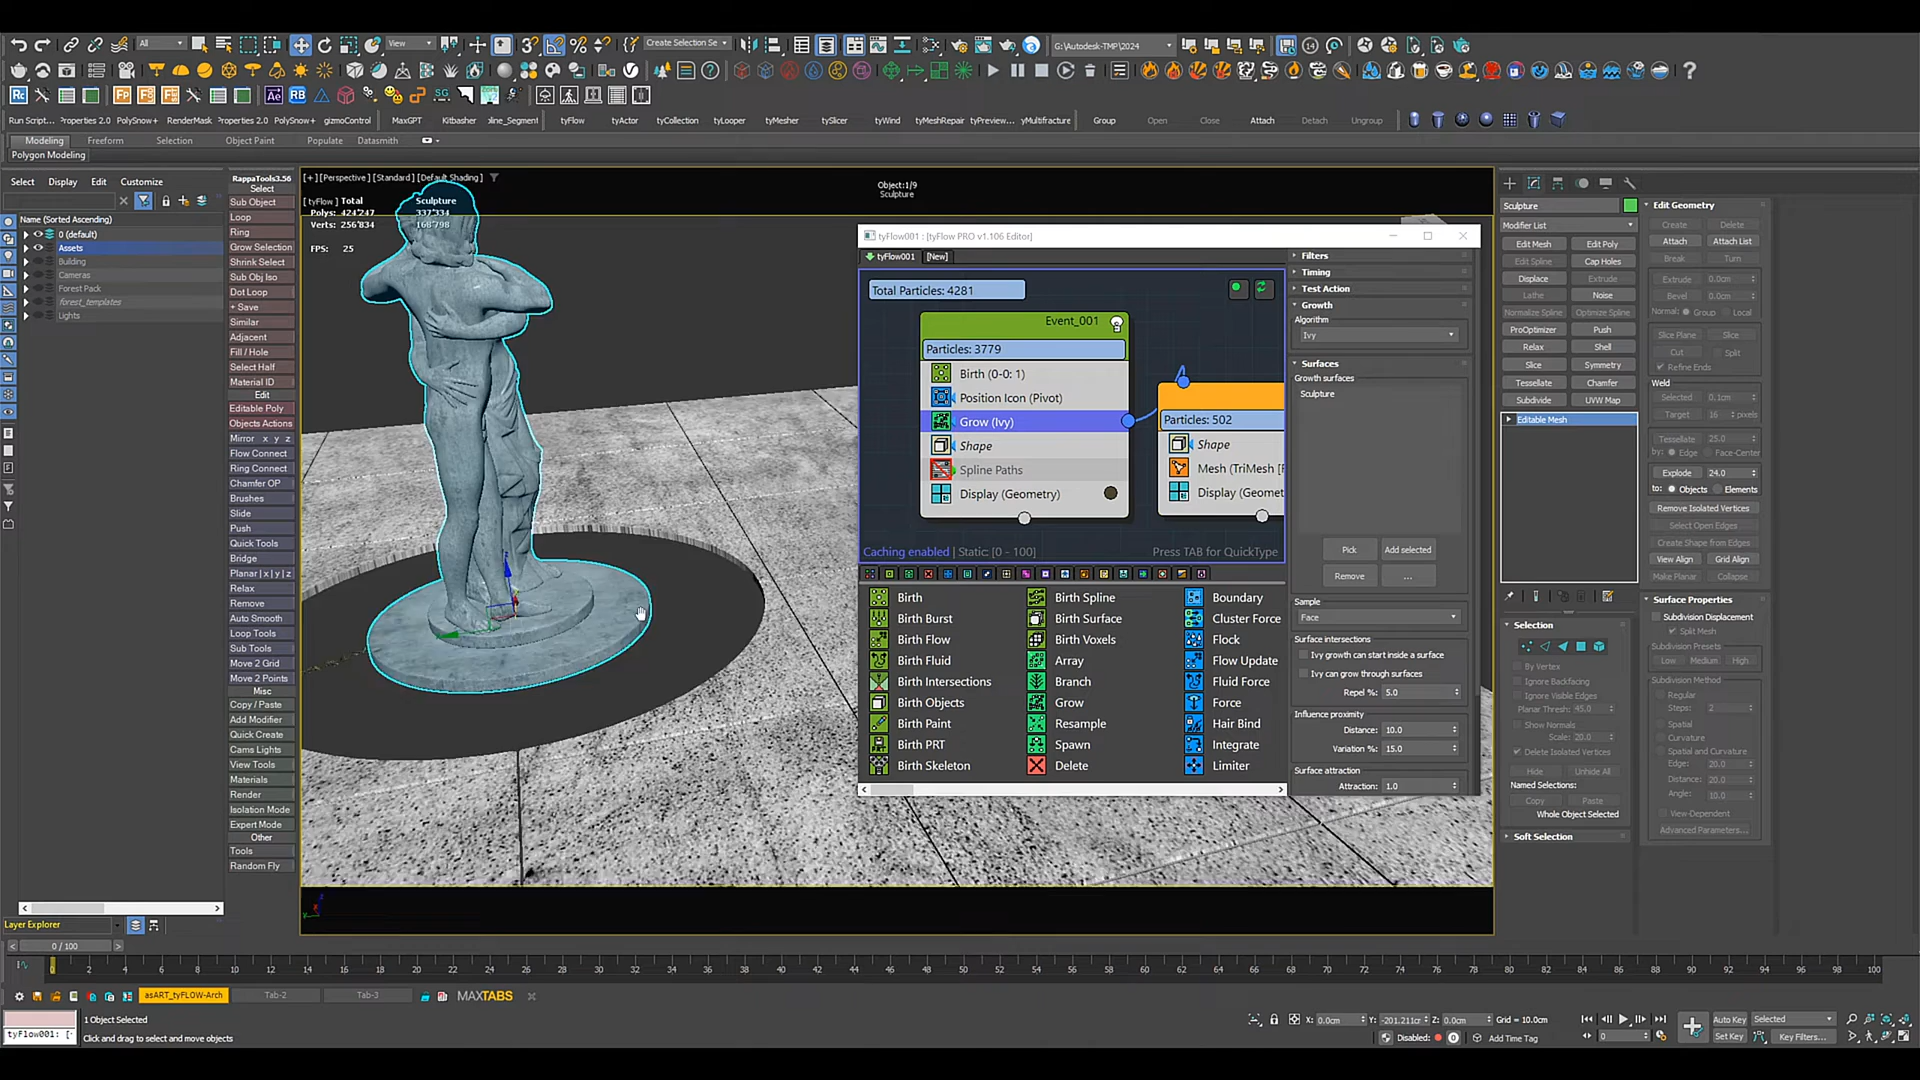 All
View
Create Selection Se
G:\Autodesk-TMP\2024
Run Script...
Properties 2.0
PolySnow+
RenderMask
Properties 2.0
PolySnow+
gizmoControl
MaxGPT
Kitbasher
pline_Segment
tyFlow
tyActor
tyCollection
tyLooper
tyMesher
tySlicer
tyWind
tyMeshRepair
tyPreview...
tyMultifracture
Group
Open
Close
Attach
Detach
Ungroup
Modeling
Freeform
Selection
Object Paint
Populate
Datasmith
Polygon Modeling
Select
Display
Edit
Customize
Name (Sorted Ascending)
0 (default)
Assets
Building
Cameras
Forest Pack
forest_templates
Lights
RappaTools3.56
Select
Sub Object
Loop
Ring
Grow Selection
Shrink Select
Sub Obj Iso
Dot Loop
+ Save
Similar
Adjacent
Fill / Hole
Select Half
Material ID
Edit
Editable Poly
Objects Actions
Mirror x y z
Flow Connect
Ring Connect
Chamfer OP
Brushes
Slide
Push
Quick Tools
Bridge
Planar | x | y | z
Relax
Remove
Auto Smooth
Loop Tools
Sub Tools
Move 2 Grid
Move 2 Points
Misc
Copy / Paste
Add Modifier
Quick Create
Cams Lights
View Tools
Materials
Render
Isolation Mode
Expert Mode
Other
Tools
Random Fly
[+] [Perspective ] [Standard ] [Default Shading ]
[ tyFlow ] Total
Sculpture
Polys: 424'247
337'334
Verts: 256'834
168'798
FPS: 25
Object:1/9
Sculpture
tyFlow001 : [tyFlow PRO v1.106 Editor]
tyFlow001
[New]
Total Particles: 4281
Event_001
Particles: 3779
Birth (0-0: 1)
Position Icon (Pivot)
Grow (Ivy)
Shape
Spline Paths
Display (Geometry)
Particles: 502
Shape
Mesh (TriMesh [
Display (Geomet
Caching enabled | Static: [0 - 100]
Press TAB for QuickType
Birth
Birth Burst
Birth Flow
Birth Fluid
Birth Intersections
Birth Objects
Birth Paint
Birth PRT
Birth Skeleton
Birth Spline
Birth Surface
Birth Voxels
Array
Branch
Grow
Resample
Spawn
Delete
Boundary
Cluster Force
Flock
Flow Update
Fluid Force
Force
Hair Bind
Integrate
Limiter
Filters
Timing
Test Action
Growth
Algorithm
Ivy
Surfaces
Growth surfaces
Sculpture
Pick
Add selected
Remove
...
Sample
Face
Surface intersections
Ivy growth can start inside a surface
Ivy can grow through surfaces
Repel %: 5.0
Influence proximity
Distance: 10.0
Variation %: 15.0
Surface attraction
Attraction: 1.0
Sculpture
Modifier List
Edit Mesh
Edit Poly
Edit Spline
Cap Holes
Displace
Extrude
Lathe
Noise
Normalize Spline
Optimize Spline
ProOptimizer
Push
Relax
Shell
Slice
Symmetry
Tessellate
Chamfer
Subdivide
UVW Map
Editable Mesh
Selection
By Vertex
Ignore Backfacing
Ignore Visible Edges
Planar Thresh: 45.0
Show Normals
Scale: 20.0
Delete Isolated Vertices
Hide
Unhide All
Named Selections:
Copy
Paste
Whole Object Selected
Soft Selection
Edit Geometry
Create
Delete
Attach
Attach List
Break
Turn
Extrude
0.0cm
Bevel
0.0cm
Normal: Group Local
Slice Plane
Slice
Cut
Split
Refine Ends
Weld
Selected
0.1cm
Target
16 pixels
Tessellate
25.0
by: Edge Face-Center
Explode
24.0
to: Objects Elements
Remove Isolated Vertices
Select Open Edges
Create Shape from Edges
View Align
Grid Align
Make Planar
Collapse
Surface Properties
Subdivision Displacement
Split Mesh
Subdivision Presets
Low
Medium
High
Subdivision Method
Regular
Steps: 2
Spatial
Curvature
Spatial and Curvature
Edge: 20.0
Distance: 20.0
Angle: 10.0
View-Dependent
Advanced Parameters...
Layer Explorer
0 / 100
0 2 4 6 8 10 12 14 16 18 20 22 24 26 28 30 32 34 36 38 40 42 44 46 48 50 52 54 56 58 60 62 64 66 68 70 72 74 76 78 80 82 84 86 88 90 92 94 96 98 100
asART_tyFLOW-Arch
Tab-2
Tab-3
MAXTABS
1 Object Selected
tyFlow001: [
Click and drag to select and move objects
X: 0.0cm
Y: -201.211cr
Z: 0.0cm
Grid = 10.0cm
Disabled:
Add Time Tag
Auto Key
Selected
Set Key
Key Filters...
0